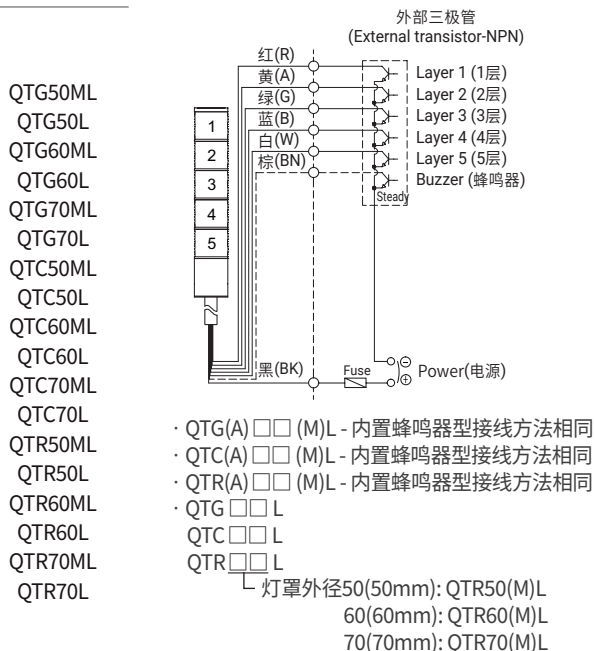 外部三极管
(External transistor-NPN)
红(R)
黄(A)
绿(G)
蓝(B)
白(W)
棕(BN)
Layer 1 (1层)
Layer 2 (2层)
Layer 3 (3层)
Layer 4 (4层)
Layer 5 (5层)
Buzzer (蜂鸣器)
Steady
1
2
3
4
5
黑(BK)
Fuse
⊖
⊕
Power(电源)
QTG50ML
QTG50L
QTG60ML
QTG60L
QTG70ML
QTG70L
QTC50ML
QTC50L
QTC60ML
QTC60L
QTC70ML
QTC70L
QTR50ML
QTR50L
QTR60ML
QTR60L
QTR70ML
QTR70L
· QTG(A) □□ (M)L - 内置蜂鸣器型接线方法相同
· QTC(A) □□ (M)L - 内置蜂鸣器型接线方法相同
· QTR(A) □□ (M)L - 内置蜂鸣器型接线方法相同
· QTG □□ L
QTC □□ L
QTR □□ L
灯罩外径50(50mm): QTR50(M)L
60(60mm): QTR60(M)L
70(70mm): QTR70(M)L